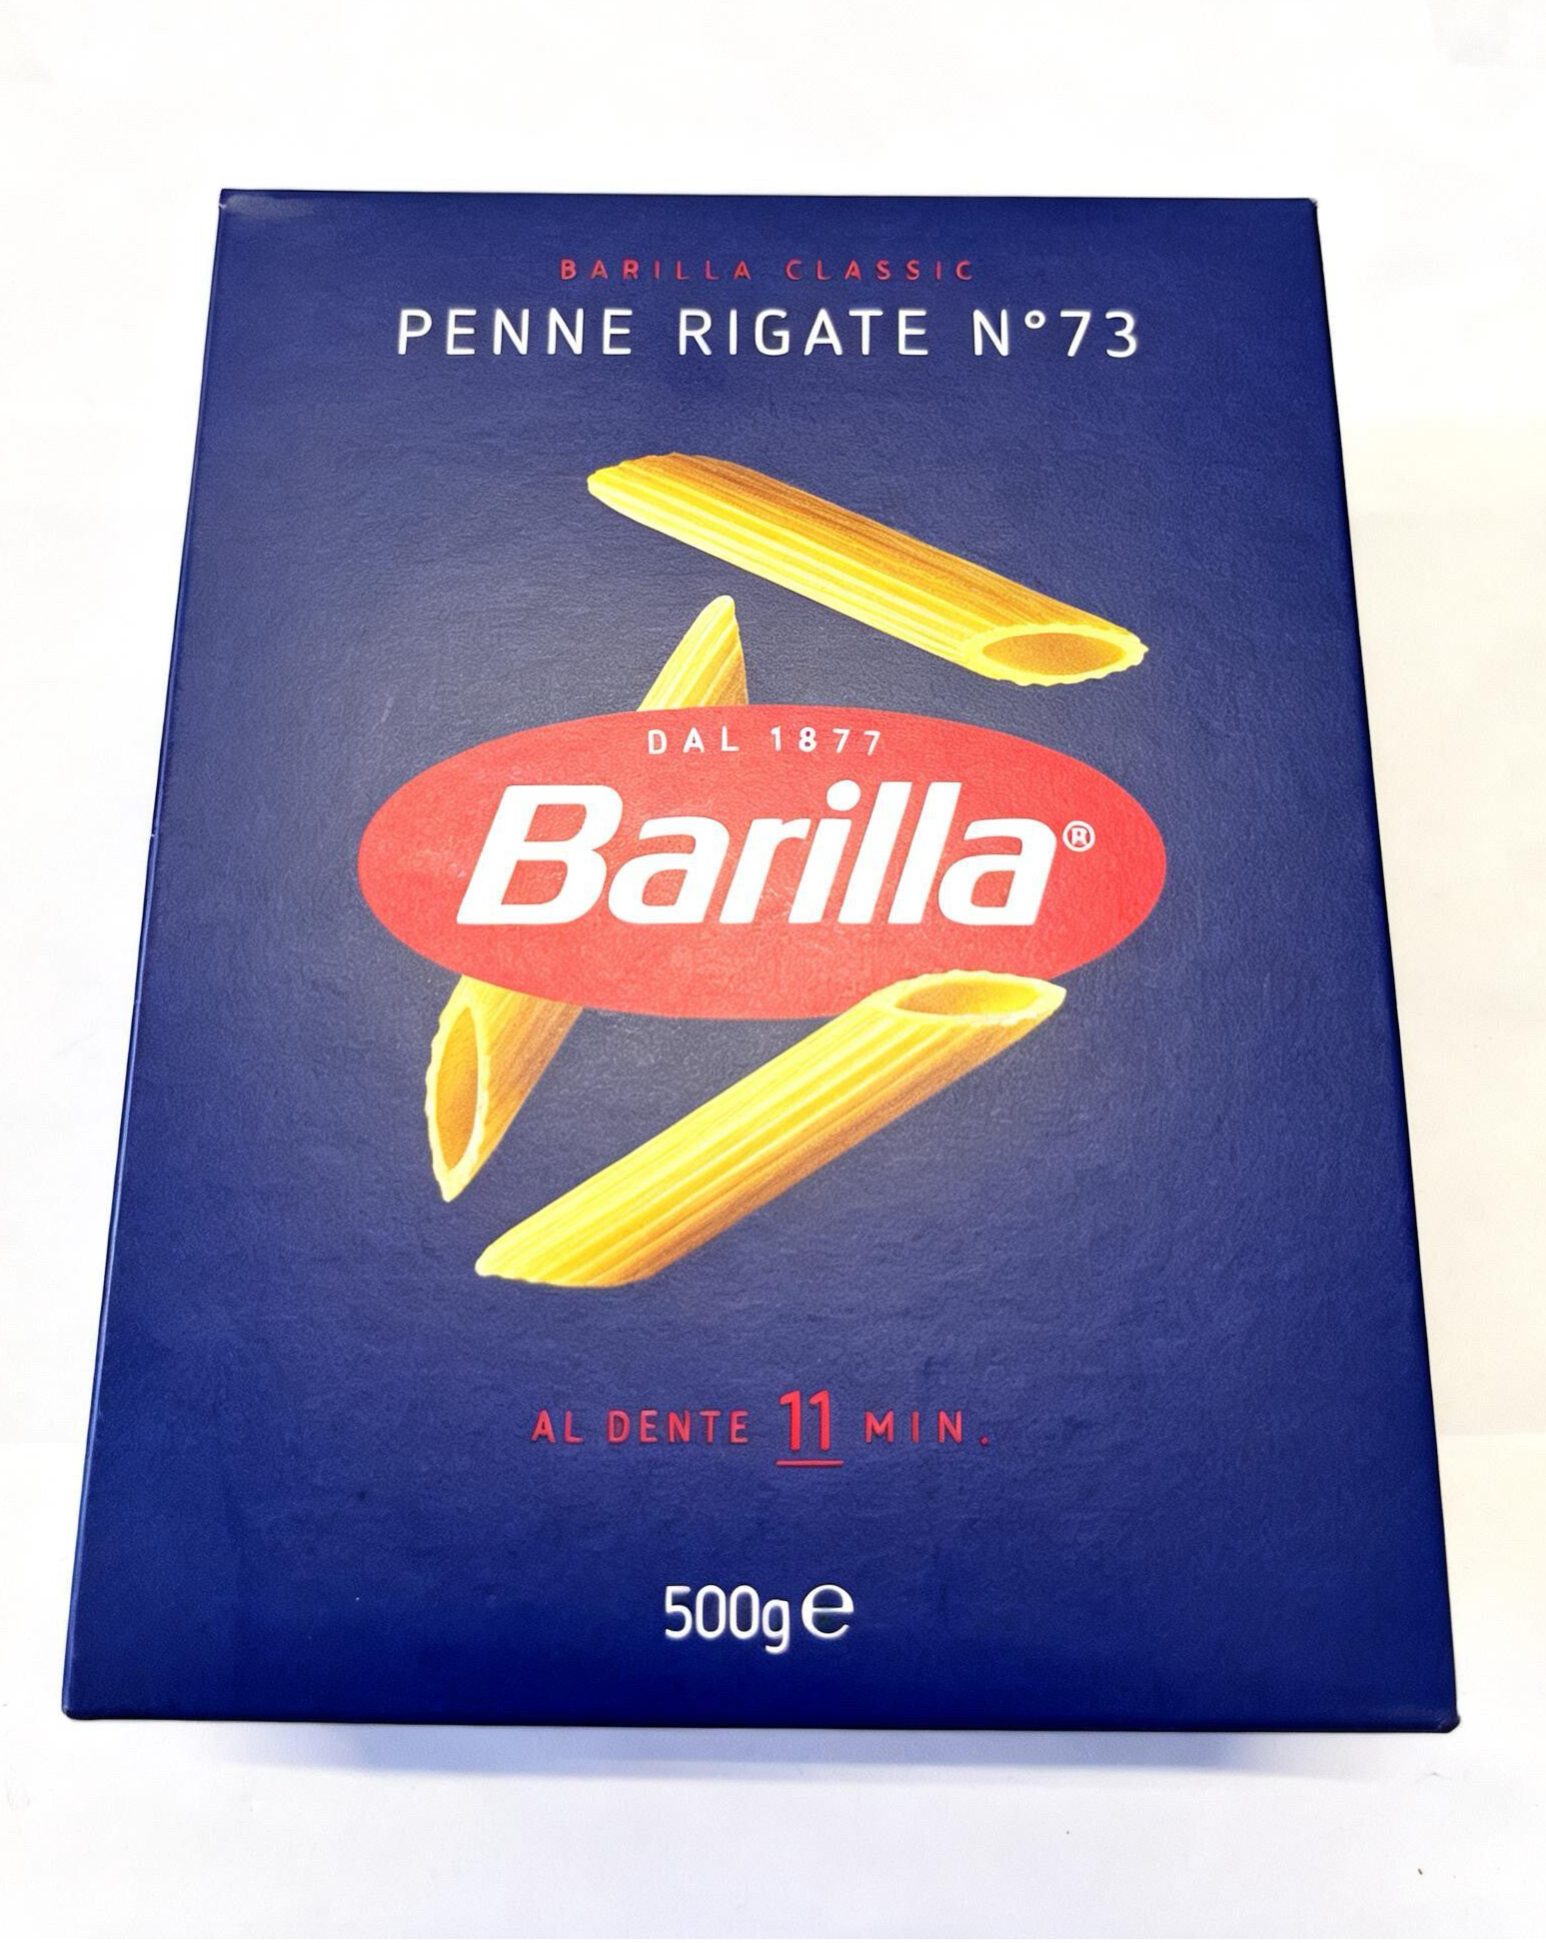 BARILLA CLASSIC
PENNE RIGATE N°73
DAL 1877
Barilla®
AL DENTE 11 MIN.
500g℮